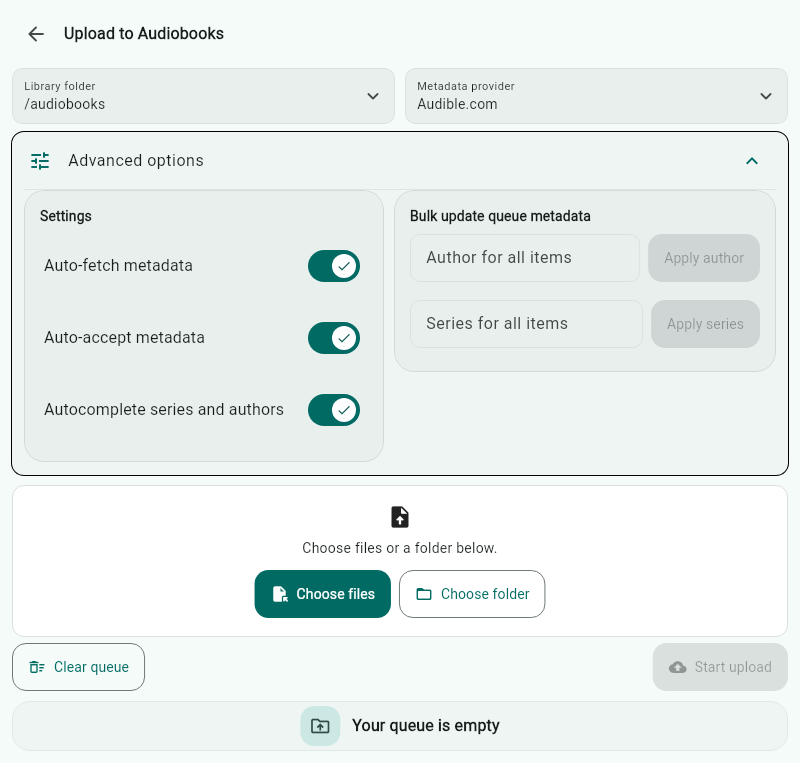 Upload to Audiobooks
Library folder
/audiobooks
Metadata provider
Audible.com
Advanced options
Settings
Auto-fetch metadata
Auto-accept metadata
Autocomplete series and authors
Bulk update queue metadata
Author for all items
Apply author
Series for all items
Apply series
Choose files or a folder below.
Choose files
Choose folder
Clear queue
Start upload
Your queue is empty